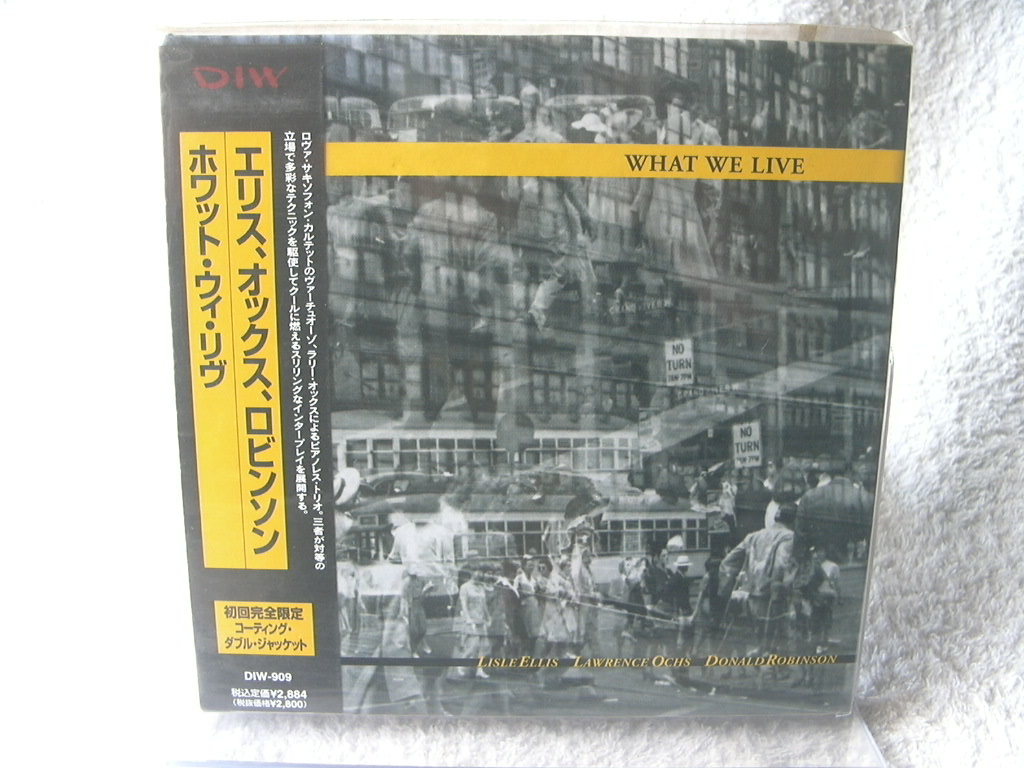 DIW
エリス、オックス、ロビンソン
ホワット・ウィ・リヴ
ロヴァ・サキソフォン・カルテットのヴァーチュオーゾ、ラリー・オックスによるピアノレス・トリオ。三者が対等の
立場で多彩なテクニックを駆使してクールに燃えるスリリングなインタープレイを展開する。
初回完全限定
コーティング・
ダブル・ジャケット
DIW-909
税込定価¥2,884
(税抜価格¥2,800)
WHAT WE LIVE
NO
TURN
7AM-7PM
NO
TURN
LISLE ELLIS LAWRENCE OCHS DONALD ROBINSON